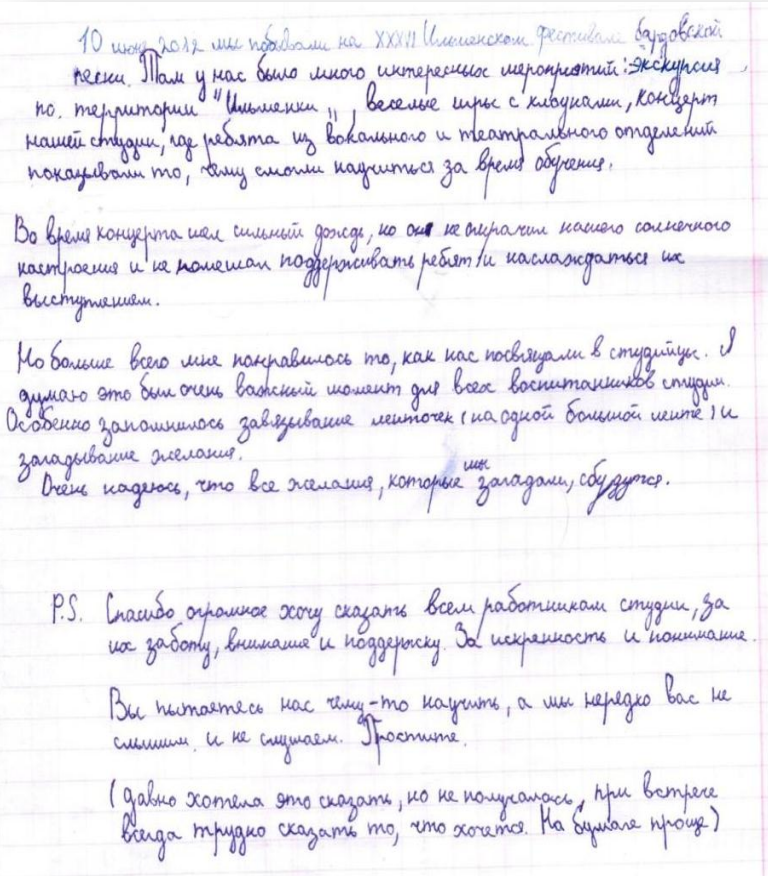 10 июня 2012 мы побывали на XXXII Ильменском фестивале бардовской
песни. Там у нас было много интересных мероприятий: экскурсия
по. территории "Ильменки", веселые игры с клоунами, концерт
нашей студии, где ребята из вокального и театрального отделений
показывали то, чему смогли научиться за время обучения.
Во время концерта шел сильный дождь, но он не омрачил нашего солнечного
настроения и не помешал поддерживать ребят и наслаждаться их
выступлением.
Но больше всего мне понравилось то, как нас посвящали в студийцы. Я
думаю это был очень важный момент для всех воспитанников студии.
Особенно запомнилось завязывание ленточек (на одной большой ленте) и
загадывание желания.
Очень надеюсь, что все желания, которые мы загадали, сбудутся.
P.S. Спасибо огромное хочу сказать всем работникам студии, за
их заботу, внимание и поддержку. За искренность и понимание.
Вы пытаетесь нас чему-то научить, а мы нередко вас не
слышим и не слушаем. Простите.
(давно хотела это сказать, но не получалось, при встрече
всегда трудно сказать то, что хочется. На бумаге проще)